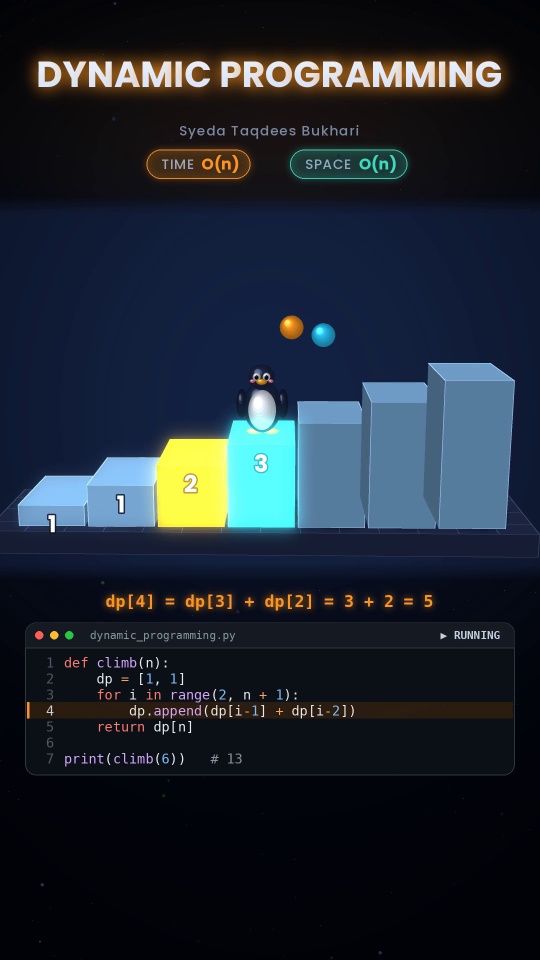 DYNAMIC PROGRAMMING
Syeda Taqdees Bukhari
TIME O(n) SPACE O(n)
3
2
1
1
dp[4] = dp[3] + dp[2] = 3 + 2 = 5
dynamic_programming.py ▶ RUNNING
1 def climb(n):
2     dp = [1, 1]
3     for i in range(2, n + 1):
4         dp.append(dp[i-1] + dp[i-2])
5     return dp[n]
6
7 print(climb(6))   # 13